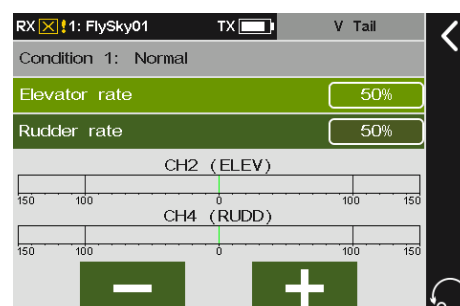 RX !1: FlySky01 TX V Tail
Condition 1: Normal
Elevator rate 50%
Rudder rate 50%
CH2 (ELEV)
150 100 0 100 150
CH4 (RUDD)
150 100 0 100 150